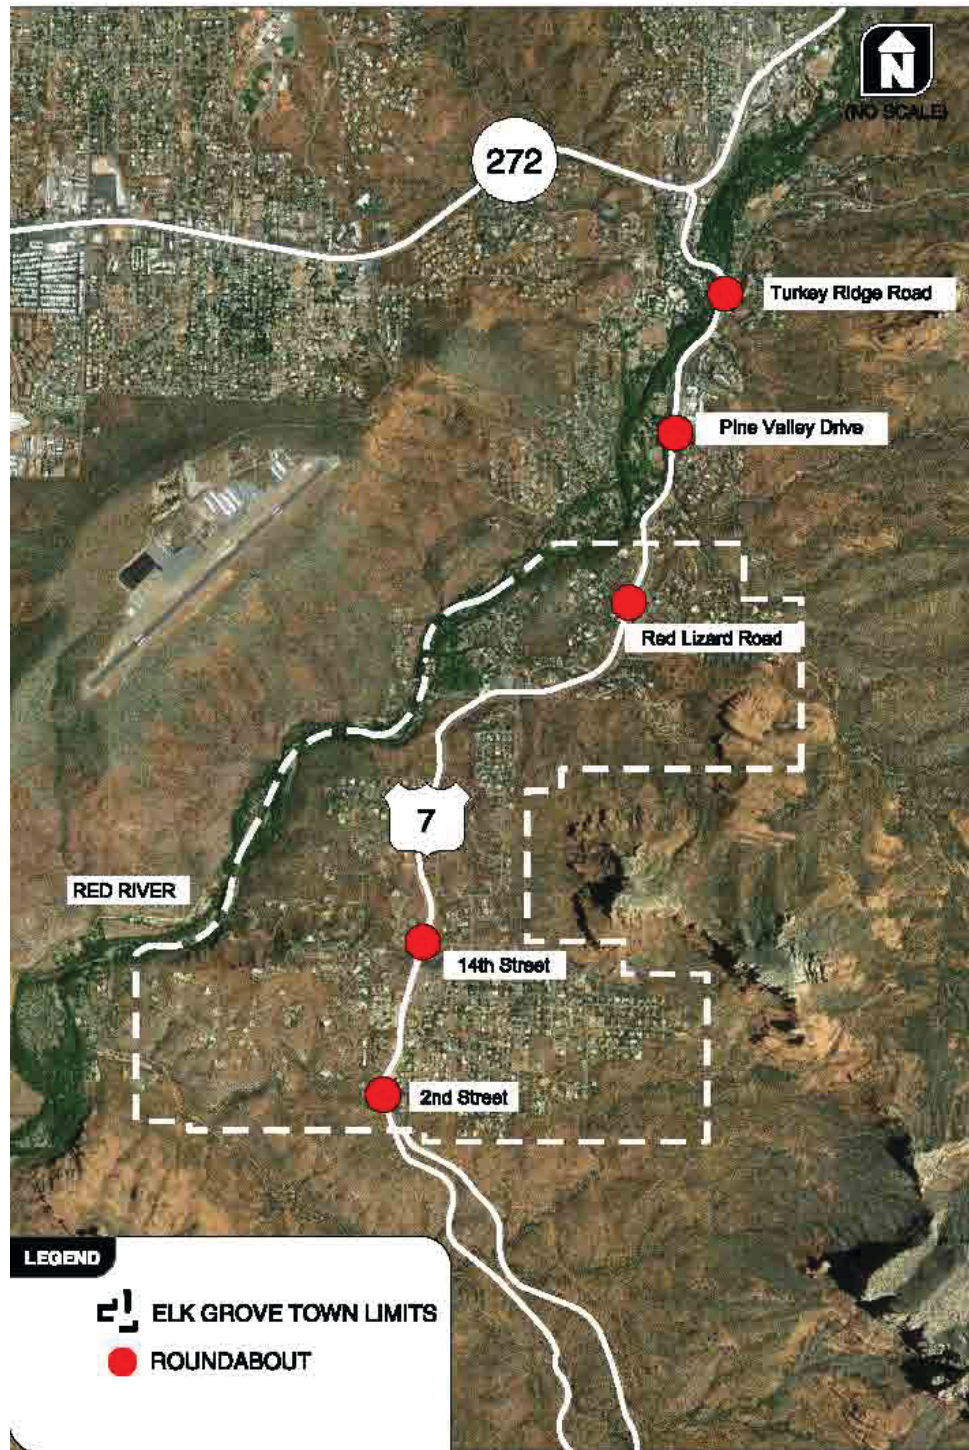 N
(NO SCALE)
272
Turkey Ridge Road
Pine Valley Drive
Red Lizard Road
7
RED RIVER
14th Street
2nd Street
LEGEND
ELK GROVE TOWN LIMITS
ROUNDABOUT